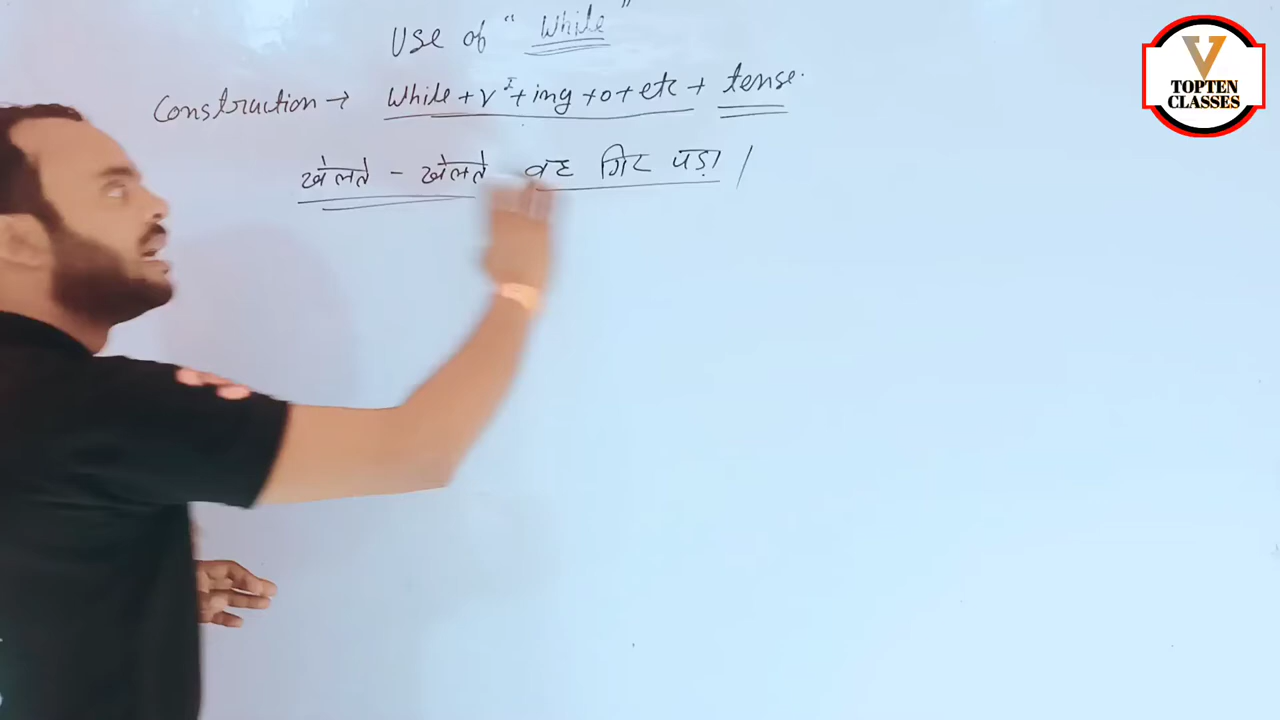 Use of "While"
Construction → While + V¹ + ing + o + etc + tense.
खेलते - खेलते वह गिर पड़ा /
V
TOPTEN
CLASSES